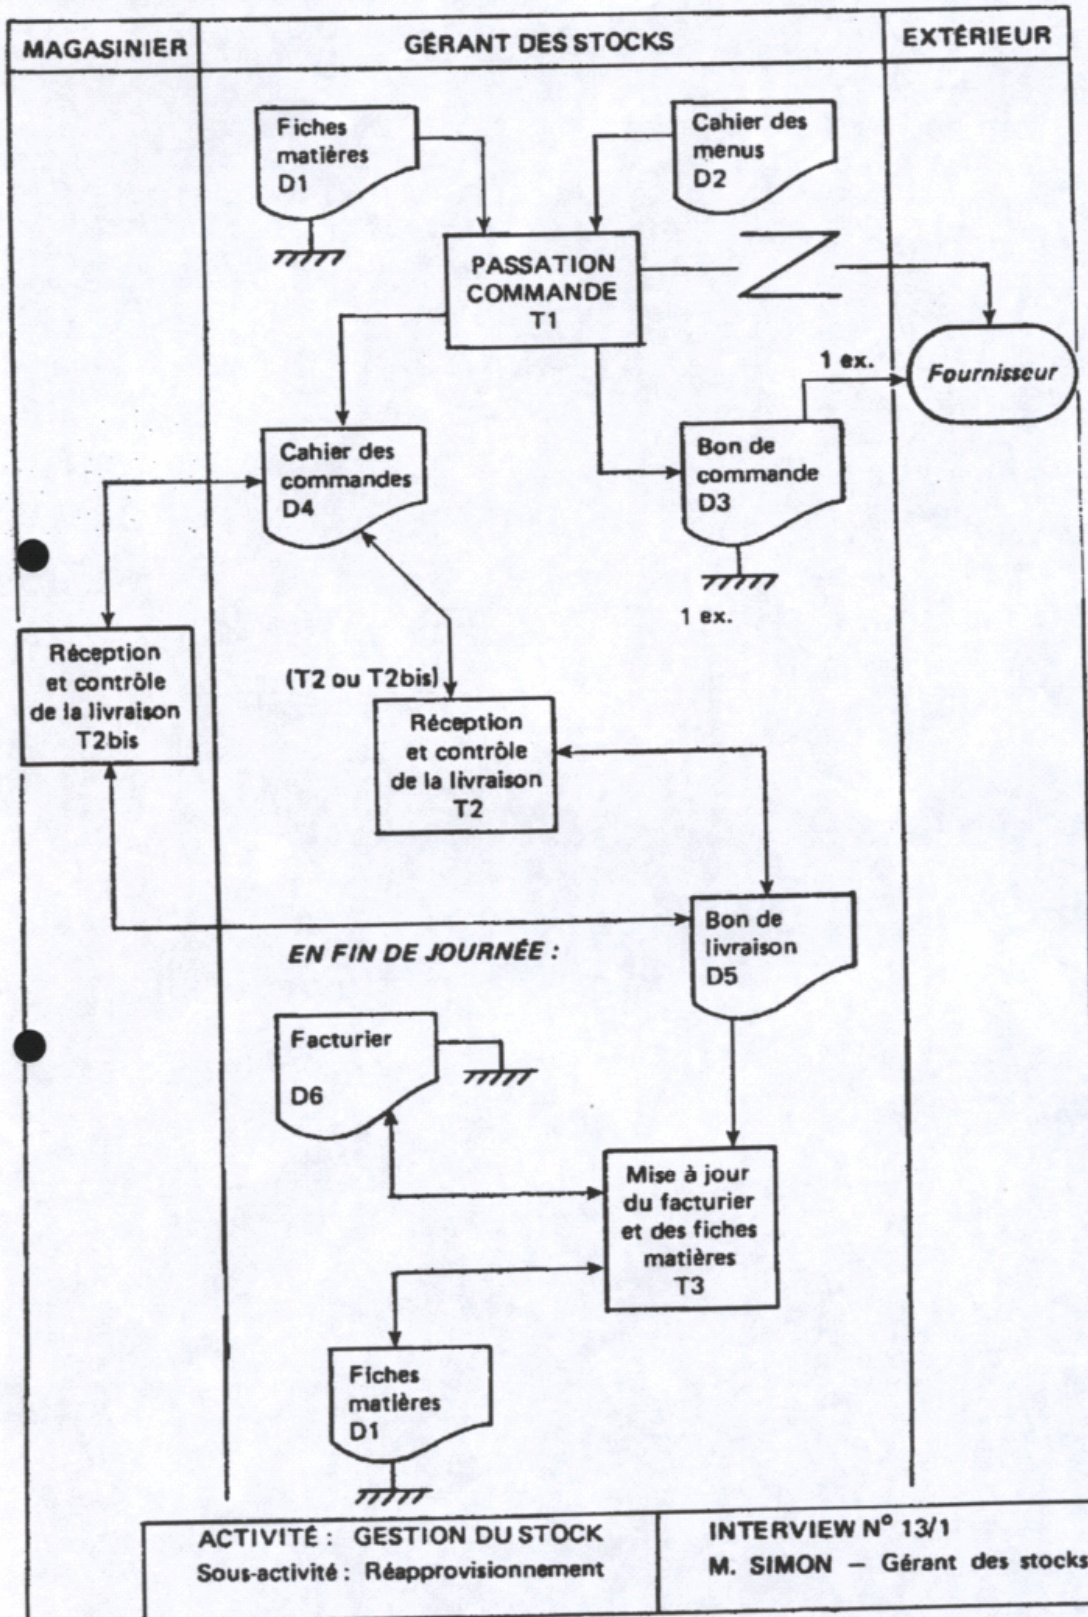 MAGASINIER
GÉRANT DES STOCKS
EXTÉRIEUR
Fiches
matières
D1
Cahier des
menus
D2
PASSATION
COMMANDE
T1
1 ex.
Fournisseur
Cahier des
commandes
D4
Bon de
commande
D3
1 ex.
Réception
et contrôle
de la livraison
T2bis
(T2 ou T2bis)
Réception
et contrôle
de la livraison
T2
Bon de
livraison
D5
EN FIN DE JOURNÉE :
Facturier
D6
Mise à jour
du facturier
et des fiches
matières
T3
Fiches
matières
D1
ACTIVITÉ : GESTION DU STOCK
Sous-activité : Réapprovisionnement
INTERVIEW N° 13/1
M. SIMON — Gérant des stocks